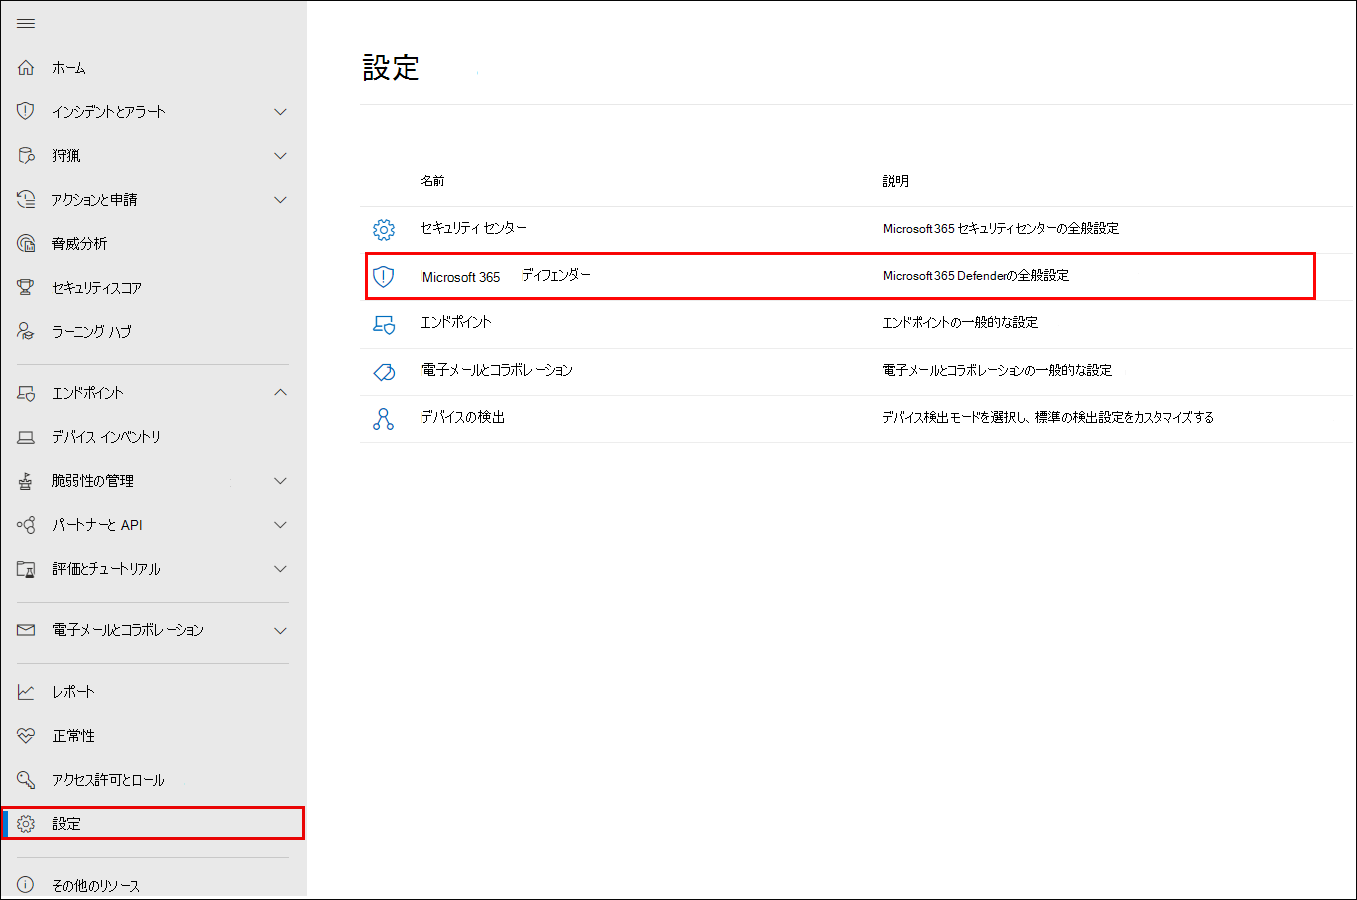 ホーム
インシデントとアラート
狩猟
アクションと申請
脅威分析
セキュリティスコア
ラーニング ハブ
エンドポイント
デバイス インベントリ
脆弱性の管理
パートナーと API
評価とチュートリアル
電子メールとコラボレーション
レポート
正常性
アクセス許可とロール
設定
その他のリソース
設定
名前 説明
セキュリティ センター Microsoft 365 セキュリティ センターの全般設定
Microsoft 365 ディフェンダー Microsoft 365 Defenderの全般設定
エンドポイント エンドポイントの一般的な設定
電子メールとコラボレーション 電子メールとコラボレーションの一般的な設定
デバイスの検出 デバイス検出モードを選択し、標準の検出設定をカスタマイズする